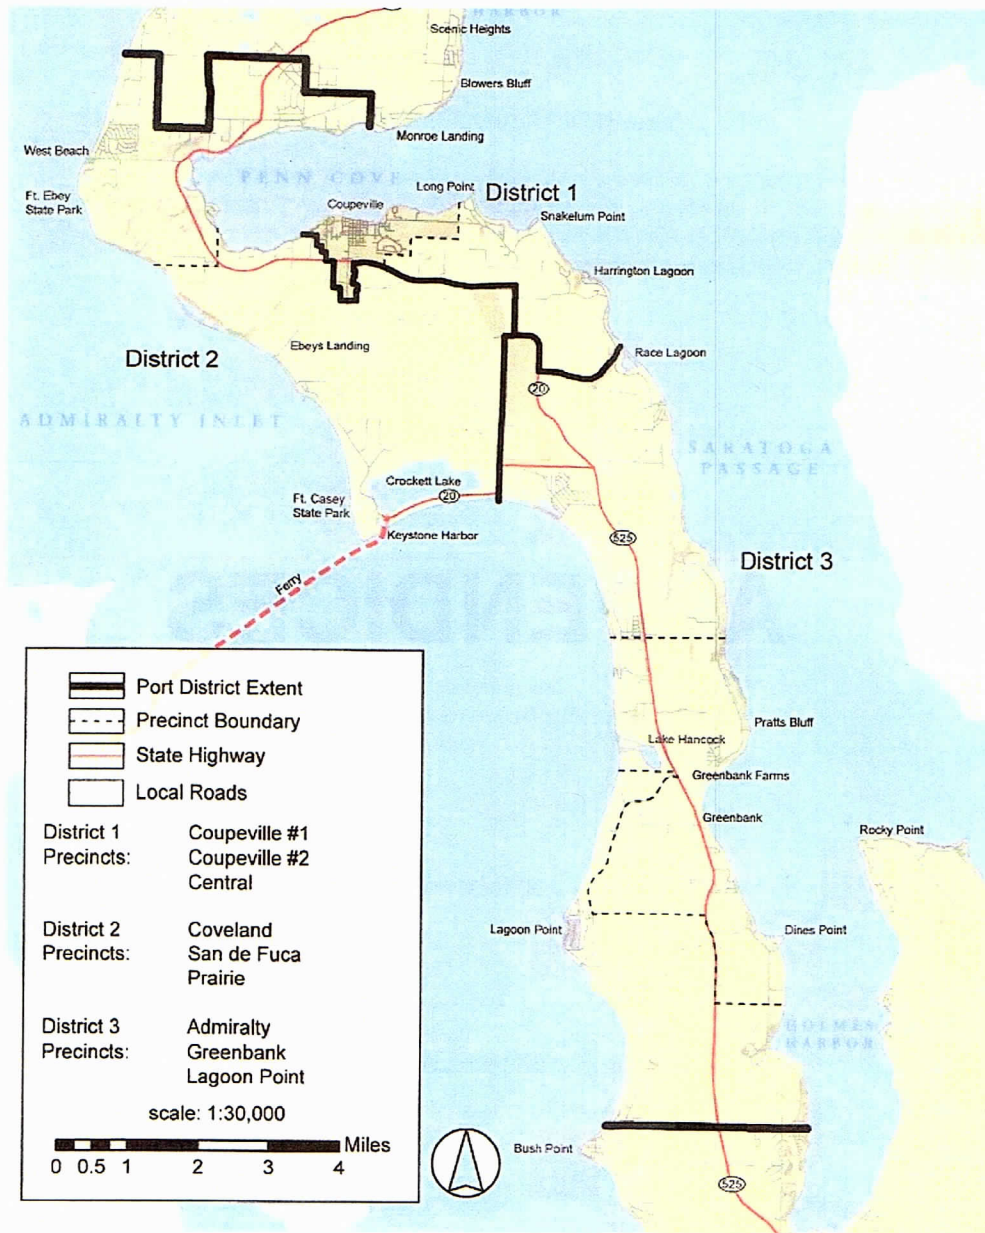 HARBOR
Scenic Heights
Blowers Bluff
Monroe Landing
West Beach
PENN COVE
Long Point
District 1
Ft. Ebey
State Park
Coupeville
Snakelum Point
Harrington Lagoon
Ebeys Landing
District 2
Race Lagoon
20
ADMIRALTY INLET
SARATOGA
PASSAGE
Crockett Lake
20
Ft. Casey
State Park
Keystone Harbor
525
District 3
Ferry
Port District Extent
Precinct Boundary
State Highway
Local Roads
Pratts Bluff
Lake Hancock
Greenbank Farms
Greenbank
Rocky Point
District 1 Coupeville #1
Precincts: Coupeville #2
Central
District 2 Coveland
Precincts: San de Fuca
Prairie
Lagoon Point
Dines Point
District 3 Admiralty
Precincts: Greenbank
Lagoon Point
HOLMES
HARBOR
scale: 1:30,000
Miles
0 0.5 1 2 3 4
Bush Point
525